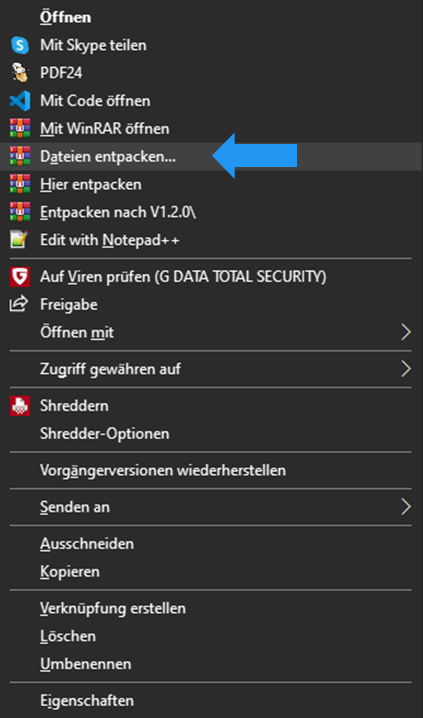 Öffnen
Mit Skype teilen
PDF24
Mit Code öffnen
Mit WinRAR öffnen
Dateien entpacken...
Hier entpacken
Entpacken nach V1.2.0\
Edit with Notepad++
Auf Viren prüfen (G DATA TOTAL SECURITY)
Freigabe
Öffnen mit
Zugriff gewähren auf
Shreddern
Shredder-Optionen
Vorgängerversionen wiederherstellen
Senden an
Ausschneiden
Kopieren
Verknüpfung erstellen
Löschen
Umbenennen
Eigenschaften